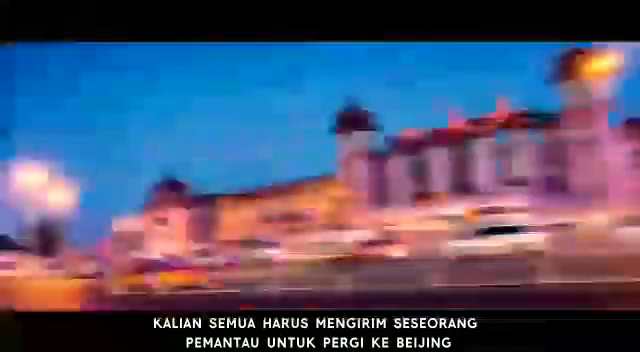 KALIAN SEMUA HARUS MENGIRIM SESEORANG
PEMANTAU UNTUK PERGI KE BEIJING